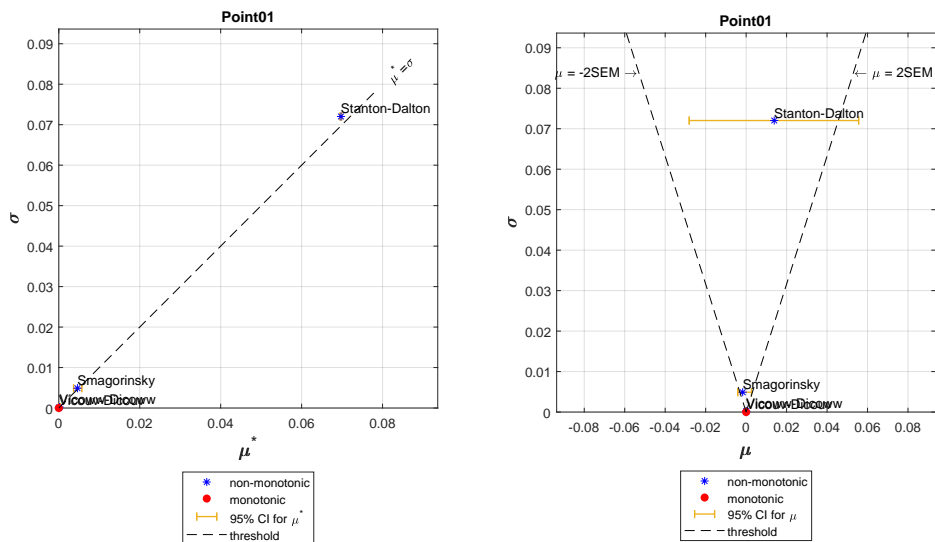 Point01
0.09
0.08
0.07
0.06
0.05
0.04
0.03
0.02
0.01
0
σ
μ* = σ
Stanton-Dalton
Smagorinsky
Vicouw-Dicouw
0 0.02 0.04 0.06 0.08
μ*
non-monotonic
monotonic
95% CI for μ*
threshold
Point01
0.09
0.08
0.07
0.06
0.05
0.04
0.03
0.02
0.01
0
σ
μ = -2SEM →
← μ = 2SEM
Stanton-Dalton
Smagorinsky
Vicouw-Dicouw
-0.08 -0.06 -0.04 -0.02 0 0.02 0.04 0.06 0.08
μ
non-monotonic
monotonic
95% CI for μ
threshold